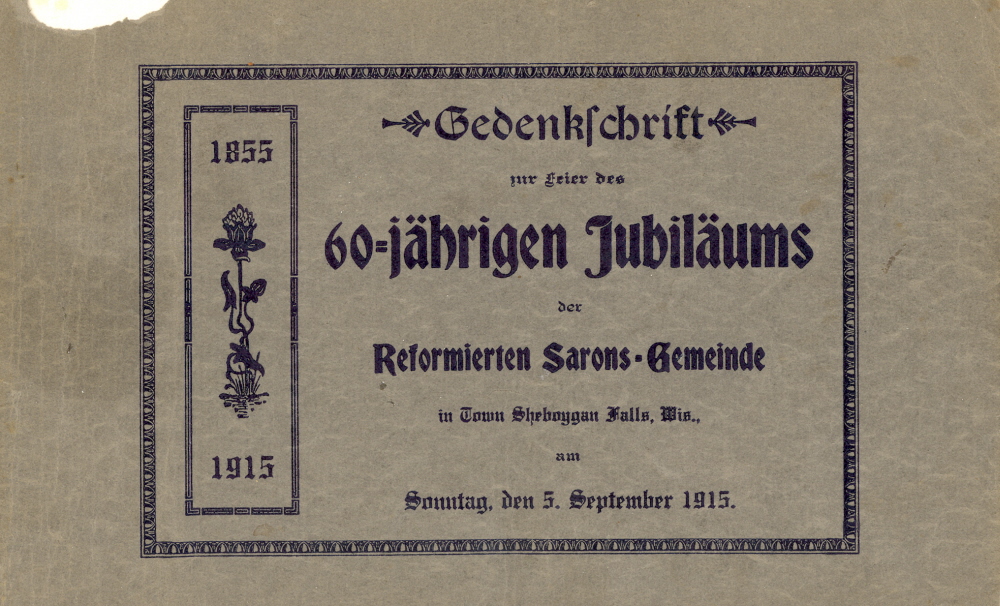 1855
1915
Gedenkschrift
zur Feier des
60=jährigen Jubiläums
der
Reformierten Sarons=Gemeinde
in Town Sheboygan Falls, Wis.,
am
Sonntag, den 5. September 1915.